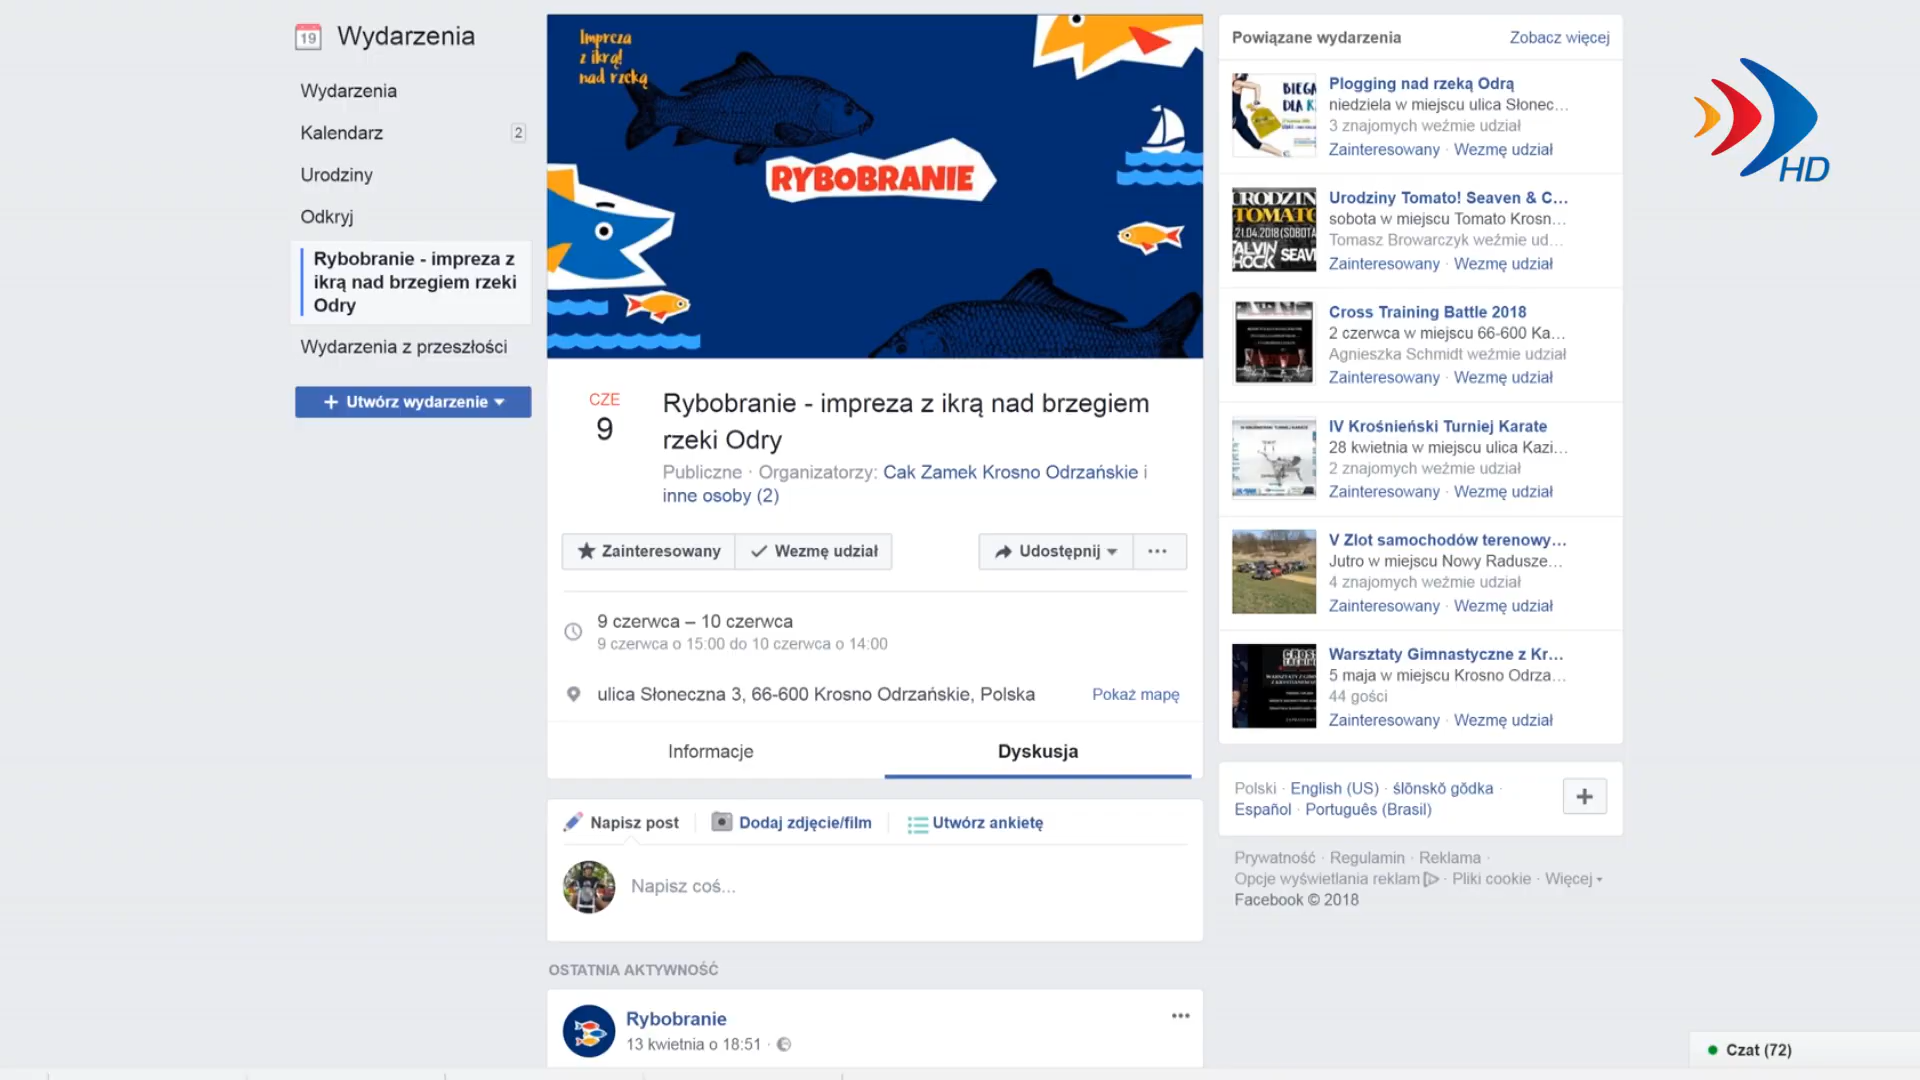 19 Wydarzenia
Wydarzenia
Kalendarz 2
Urodziny
Odkryj
Rybobranie - impreza z
ikrą nad brzegiem rzeki
Odry
Wydarzenia z przeszłości
+ Utwórz wydarzenie
Impreza
z ikrą!
nad rzeką
RYBOBRANIE
CZE
9
Rybobranie - impreza z ikrą nad brzegiem
rzeki Odry
Publiczne · Organizatorzy: Cak Zamek Krosno Odrzańskie i
inne osoby (2)
Zainteresowany Wezmę udział Udostępnij
9 czerwca – 10 czerwca
9 czerwca o 15:00 do 10 czerwca o 14:00
ulica Słoneczna 3, 66-600 Krosno Odrzańskie, Polska Pokaż mapę
Informacje Dyskusja
Napisz post Dodaj zdjęcie/film Utwórz ankietę
Napisz coś...
OSTATNIA AKTYWNOŚĆ
Rybobranie
13 kwietnia o 18:51 ·
Powiązane wydarzenia Zobacz więcej
BIEGA
DLA K
Plogging nad rzeką Odrą
niedziela w miejscu ulica Słonec...
3 znajomych weźmie udział
Zainteresowany · Wezmę udział
TOMATO
21.04.2018 (SOBOTA
ALVIN
HOCK SEAV
Urodziny Tomato! Seaven & C...
sobota w miejscu Tomato Krosn...
Tomasz Browarczyk weźmie ud...
Zainteresowany · Wezmę udział
Cross Training Battle 2018
2 czerwca w miejscu 66-600 Ka...
Agnieszka Schmidt weźmie udział
Zainteresowany · Wezmę udział
IV Krośnieński Turniej Karate
28 kwietnia w miejscu ulica Kazi...
2 znajomych weźmie udział
Zainteresowany · Wezmę udział
V Zlot samochodów terenowy...
Jutro w miejscu Nowy Radusze...
4 znajomych weźmie udział
Zainteresowany · Wezmę udział
Warsztaty Gimnastyczne z Kr...
5 maja w miejscu Krosno Odrza...
44 gości
Zainteresowany · Wezmę udział
Polski · English (US) · ślōnskŏ gŏdka ·
Español · Português (Brasil)
Prywatność · Regulamin · Reklama ·
Opcje wyświetlania reklam · Pliki cookie · Więcej
Facebook © 2018
HD
Czat (72)